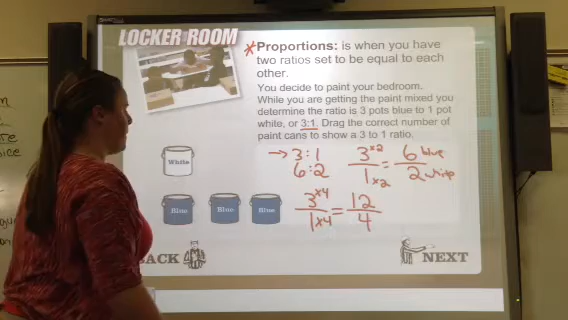 LOCKER ROOM
*Proportions: is when you have
two ratios set to be equal to each
other.
You decide to paint your bedroom.
While you are getting the paint mixed you
determine the ratio is 3 pots blue to 1 pot
white, or 3:1. Drag the correct number of
paint cans to show a 3 to 1 ratio.
→ 3:1
6:2
3 x2 = 6 blue
1 x2 2 white
3 x4 = 12
1 x4 4
White
Blue Blue Blue
BACK NEXT